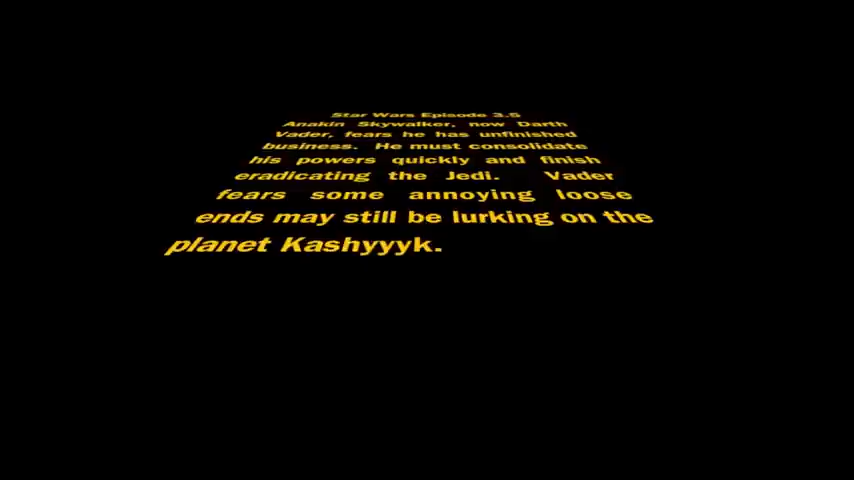 Star Wars Episode 3.5
Anakin Skywalker, now Darth
Vader, fears he has unfinished
business. He must consolidate
his powers quickly and finish
eradicating the Jedi. Vader
fears some annoying loose
ends may still be lurking on the
planet Kashyyyk.